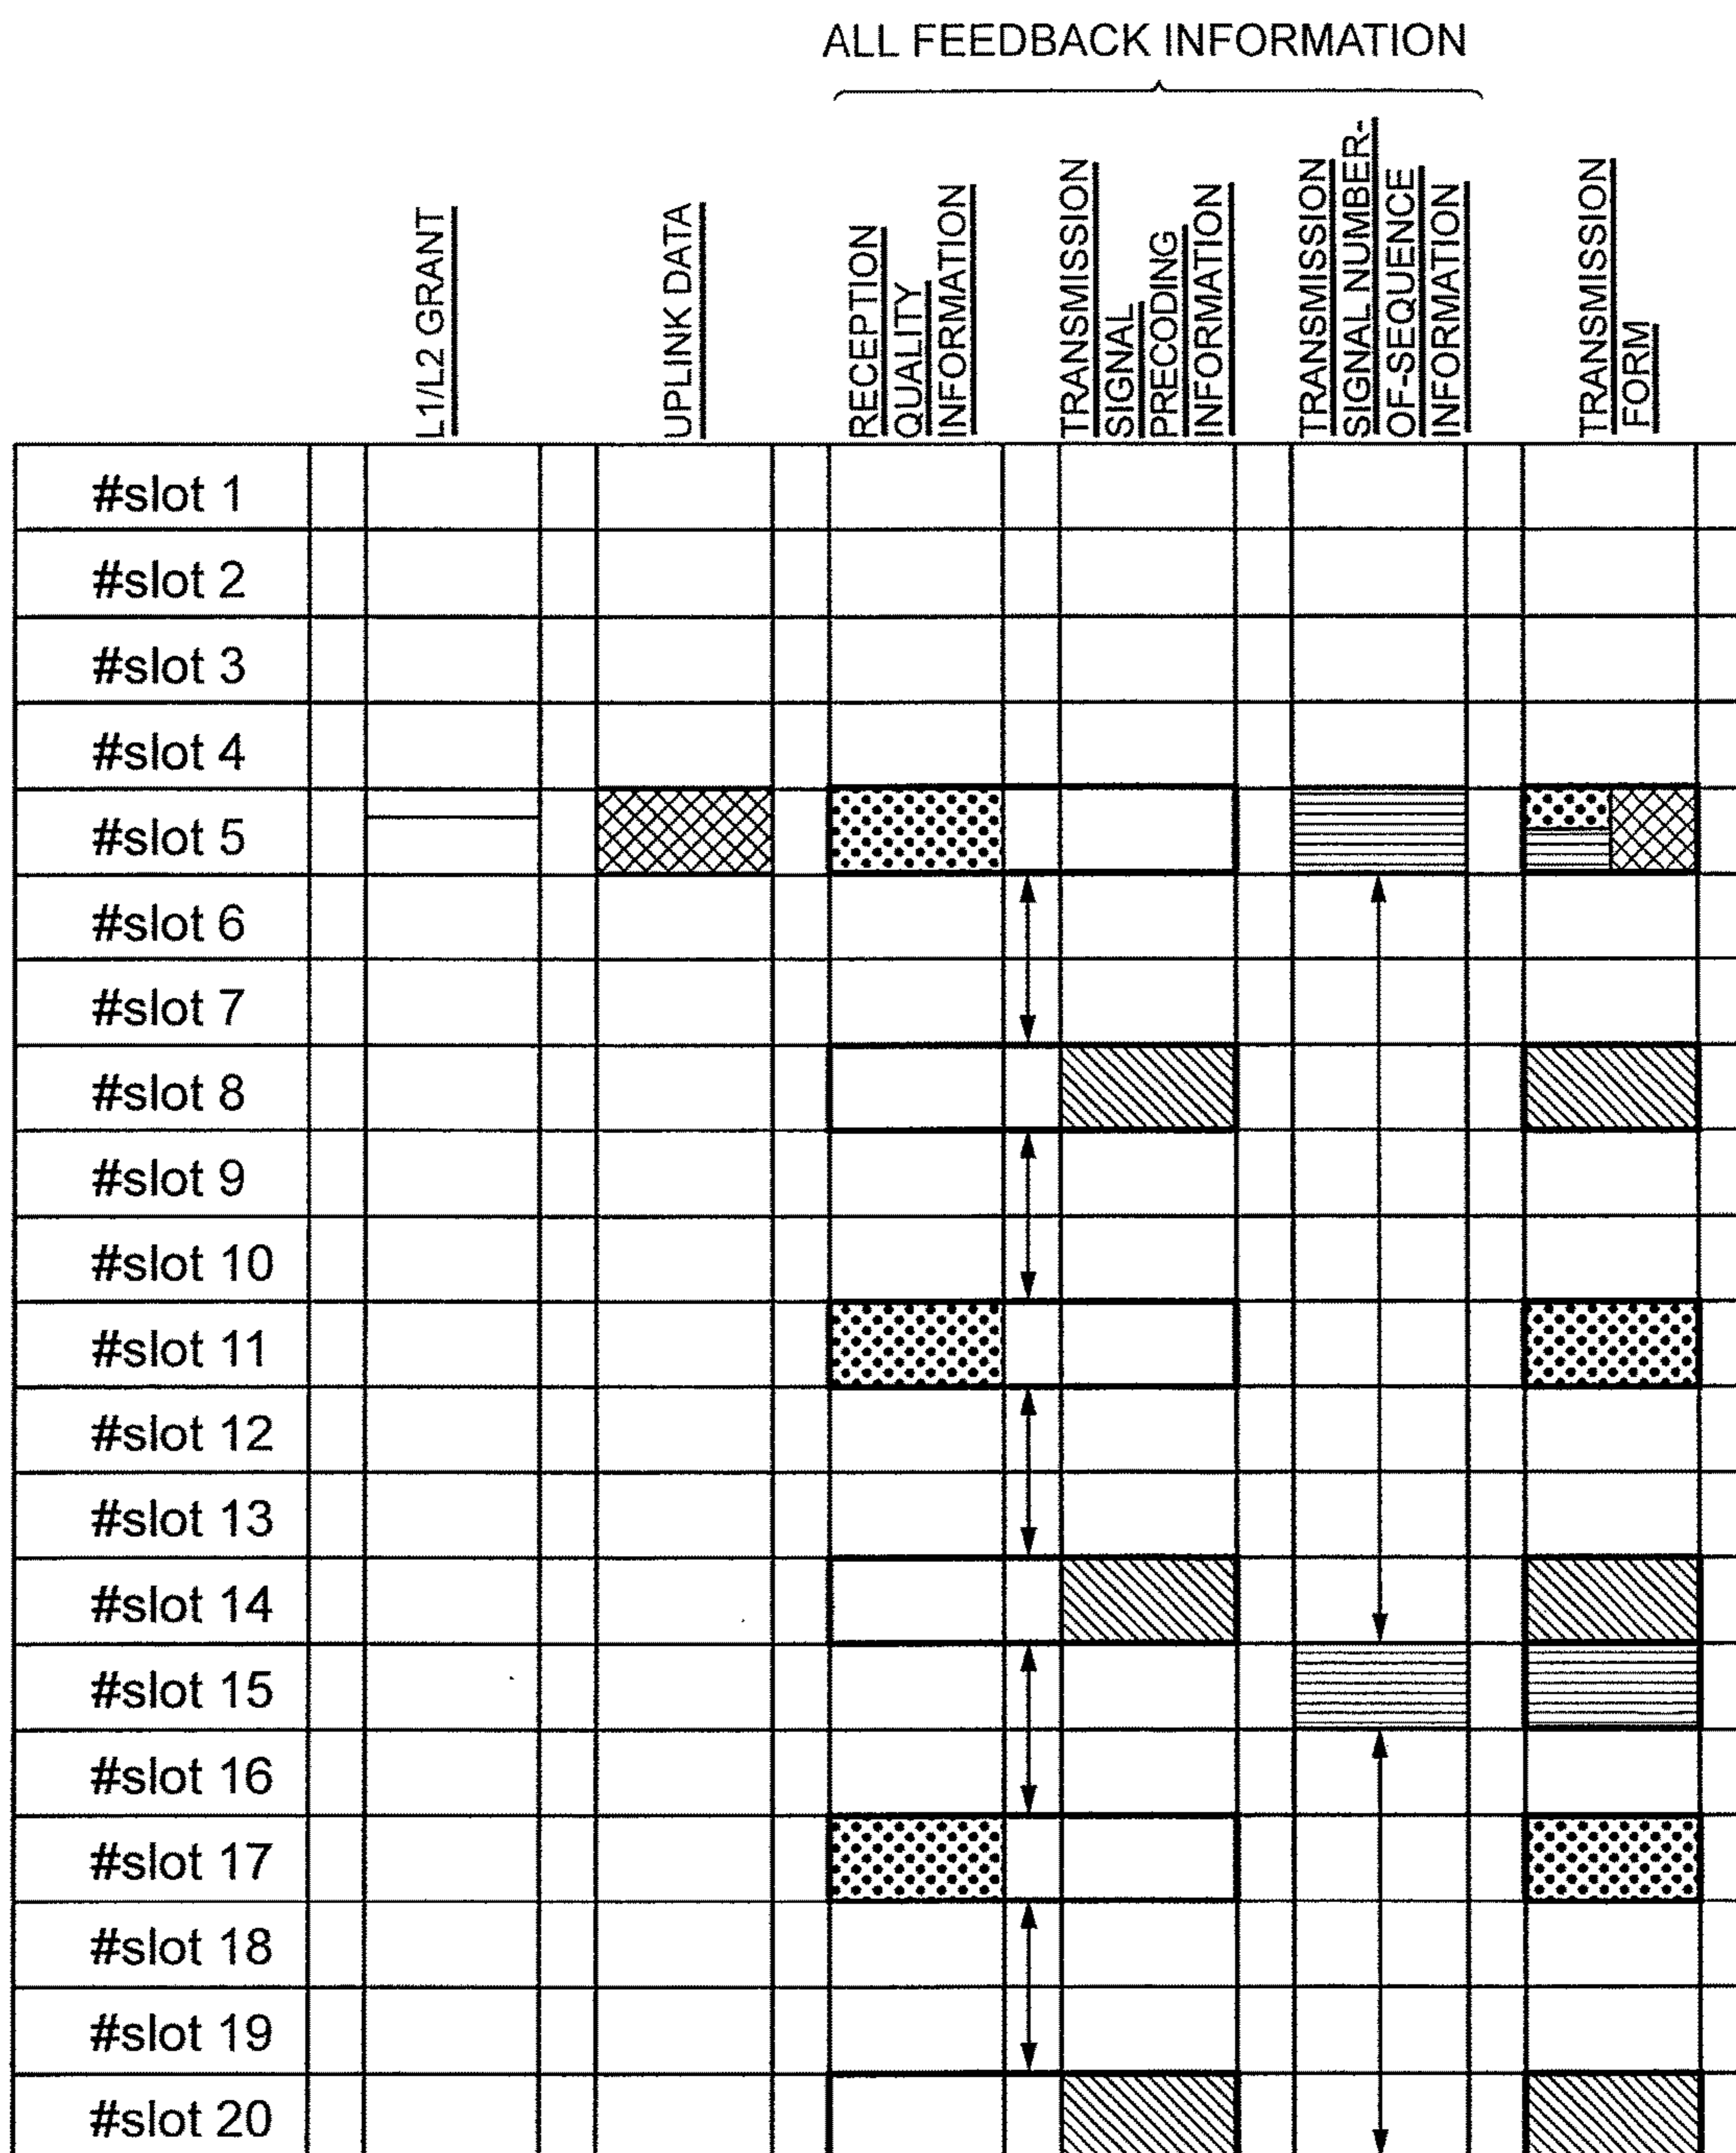 ALL FEEDBACK INFORMATION
L1/L2 GRANT
UPLINK DATA
RECEPTION
QUALITY
INFORMATION
TRANSMISSION
SIGNAL
PRECODING
INFORMATION
TRANSMISSION
SIGNAL NUMBER-
OF-SEQUENCE
INFORMATION
TRANSMISSION
FORM
#slot 1
#slot 2
#slot 3
#slot 4
#slot 5
#slot 6
#slot 7
#slot 8
#slot 9
#slot 10
#slot 11
#slot 12
#slot 13
#slot 14
#slot 15
#slot 16
#slot 17
#slot 18
#slot 19
#slot 20